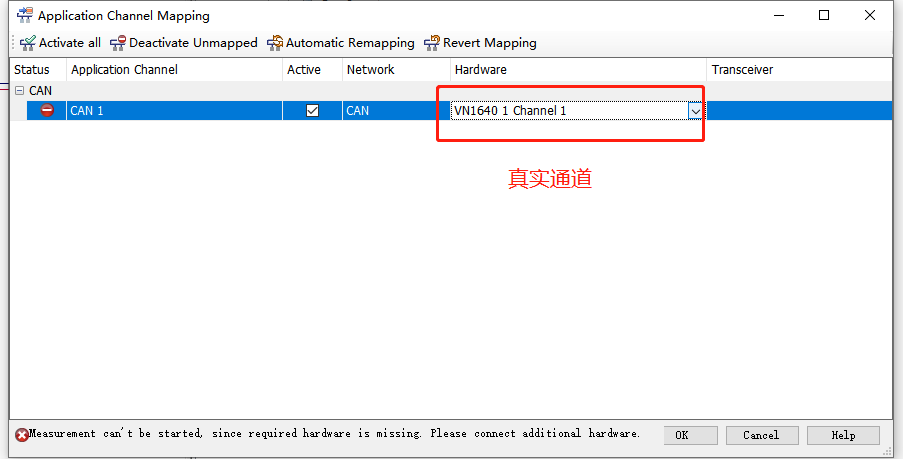 Application Channel Mapping
Activate all Deactivate Unmapped Automatic Remapping Revert Mapping
Status Application Channel Active Network Hardware Transceiver
CAN
CAN 1 CAN VN1640 1 Channel 1
真实通道
Measurement can't be started, since required hardware is missing. Please connect additional hardware. OK Cancel Help